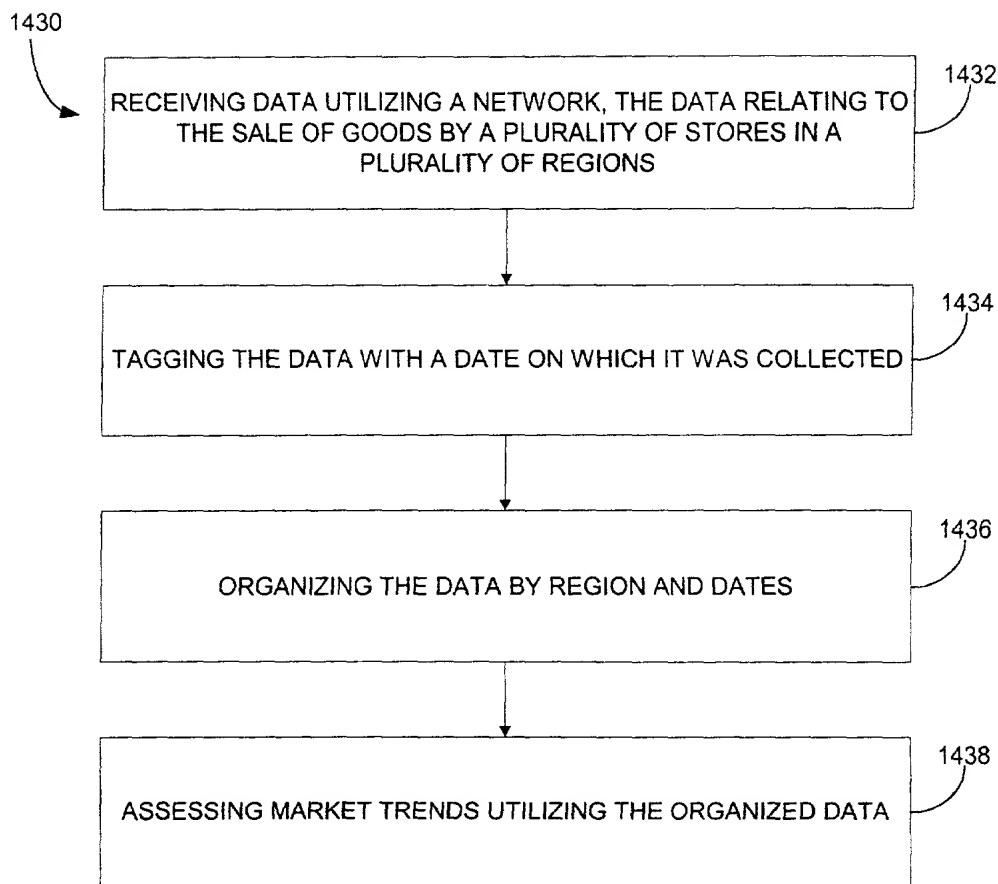 1430
1432
RECEIVING DATA UTILIZING A NETWORK, THE DATA RELATING TO
THE SALE OF GOODS BY A PLURALITY OF STORES IN A
PLURALITY OF REGIONS
1434
TAGGING THE DATA WITH A DATE ON WHICH IT WAS COLLECTED
1436
ORGANIZING THE DATA BY REGION AND DATES
1438
ASSESSING MARKET TRENDS UTILIZING THE ORGANIZED DATA